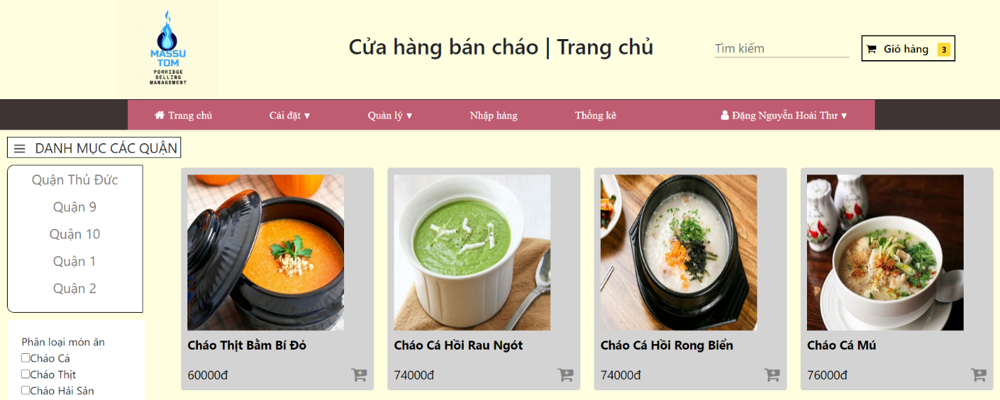 MASSU
TOM
PORRIDGE
SELLING
MANAGEMENT
Cửa hàng bán cháo | Trang chủ
Tìm kiếm
Giỏ hàng 3
Trang chủ Cài đặt ▼ Quản lý ▼ Nhập hàng Thống kê Đặng Nguyễn Hoài Thư ▼
DANH MỤC CÁC QUẬN
Quận Thủ Đức
Quận 9
Quận 10
Quận 1
Quận 2
Phân loại món ăn
Cháo Cá
Cháo Thịt
Cháo Hải Sản
Cháo Thịt Bằm Bí Đỏ
60000đ
Cháo Cá Hồi Rau Ngót
74000đ
Cháo Cá Hồi Rong Biển
74000đ
Cháo Cá Mú
76000đ